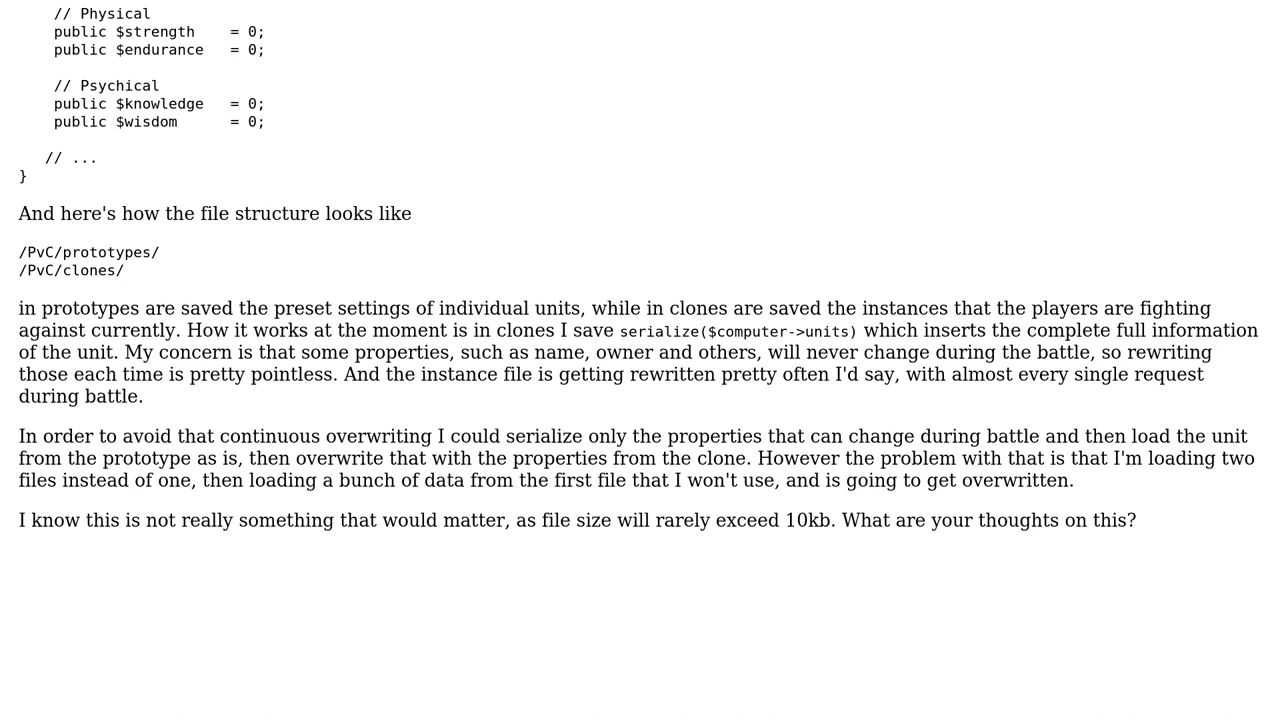 // Physical
    public $strength    = 0;
    public $endurance   = 0;

    // Psychical
    public $knowledge   = 0;
    public $wisdom      = 0;

   // ...
}
And here's how the file structure looks like
/PvC/prototypes/
/PvC/clones/
in prototypes are saved the preset settings of individual units, while in clones are saved the instances that the players are fighting
against currently. How it works at the moment is in clones I save serialize($computer->units) which inserts the complete full information
of the unit. My concern is that some properties, such as name, owner and others, will never change during the battle, so rewriting
those each time is pretty pointless. And the instance file is getting rewritten pretty often I'd say, with almost every single request
during battle.
In order to avoid that continuous overwriting I could serialize only the properties that can change during battle and then load the unit
from the prototype as is, then overwrite that with the properties from the clone. However the problem with that is that I'm loading two
files instead of one, then loading a bunch of data from the first file that I won't use, and is going to get overwritten.
I know this is not really something that would matter, as file size will rarely exceed 10kb. What are your thoughts on this?